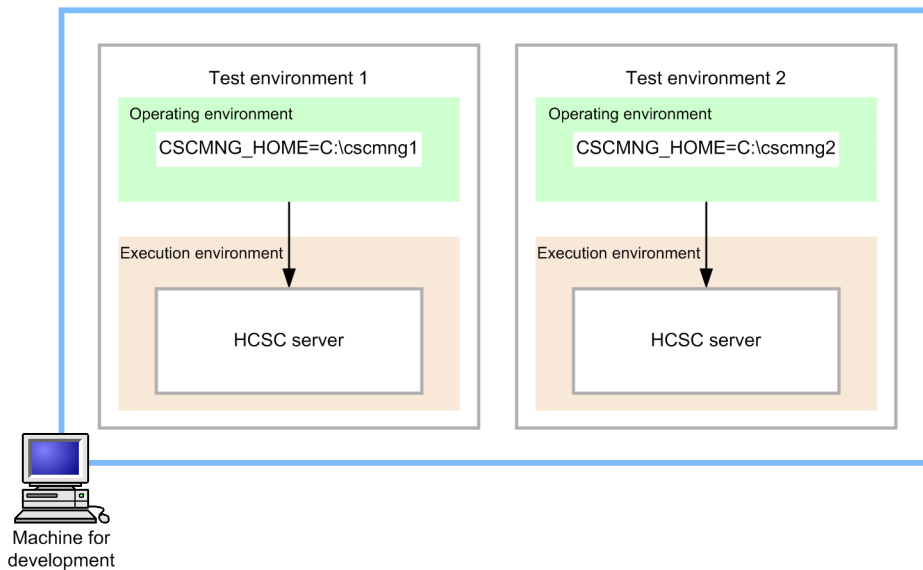 Test environment 1
Operating environment
CSCMNG_HOME=C:\cscmng1
Execution environment
HCSC server
Test environment 2
Operating environment
CSCMNG_HOME=C:\cscmng2
Execution environment
HCSC server
Machine for
development